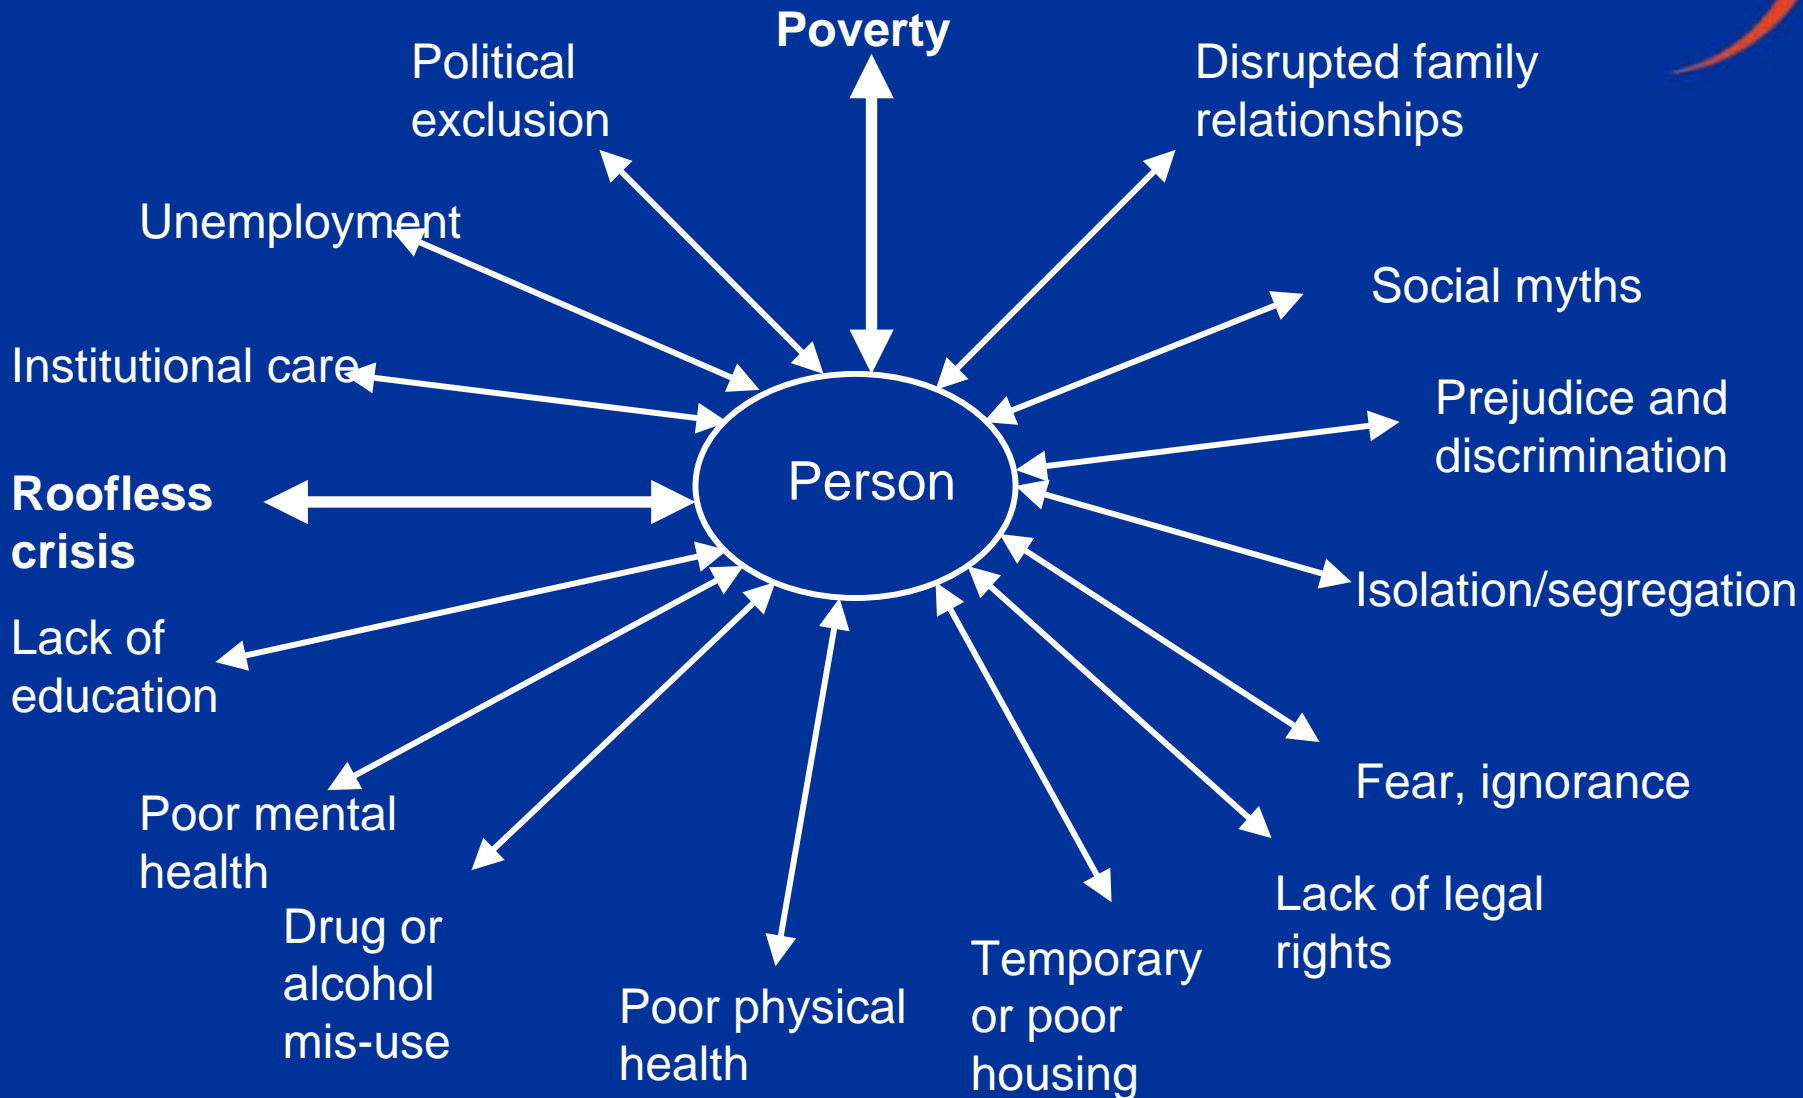 Poverty
Political
exclusion
Disrupted family
relationships
Unemployment
Social myths
Institutional care
Prejudice and
discrimination
Person
Roofless
crisis
Isolation/segregation
Lack of
education
Fear, ignorance
Poor mental
health
Lack of legal
rights
Drug or
alcohol
mis-use
Temporary
or poor
housing
Poor physical
health